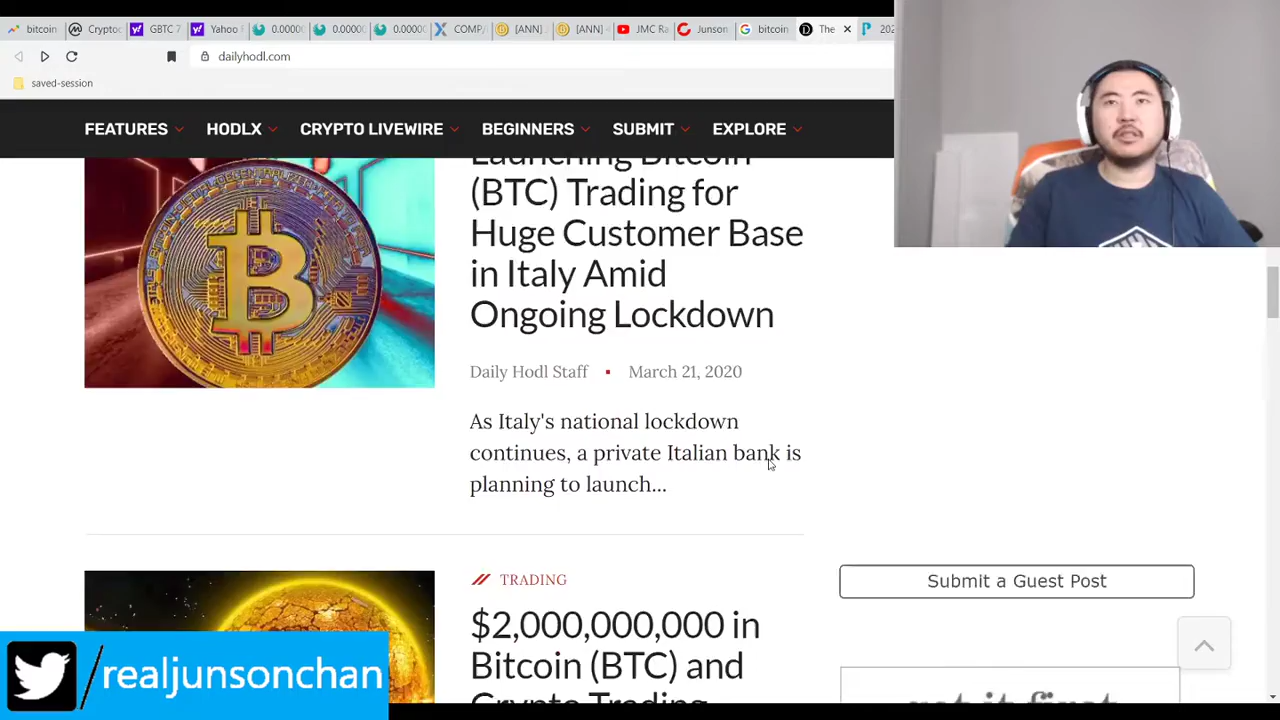 bitcoin
Crypto
GBTC 7
Yahoo F
0.0000
0.0000
0.0000
COMP/
[ANN]
[ANN]
JMC Ra
Junson
bitcoin
The
202
dailyhodl.com
saved-session
FEATURES HODLX CRYPTO LIVEWIRE BEGINNERS SUBMIT EXPLORE
Launching Bitcoin
(BTC) Trading for
Huge Customer Base
in Italy Amid
Ongoing Lockdown
Daily Hodl Staff ▪ March 21, 2020
As Italy's national lockdown
continues, a private Italian bank is
planning to launch...
TRADING
$2,000,000,000 in
Bitcoin (BTC) and
Crypto Trading
Submit a Guest Post
get it first
/realjunsonchan